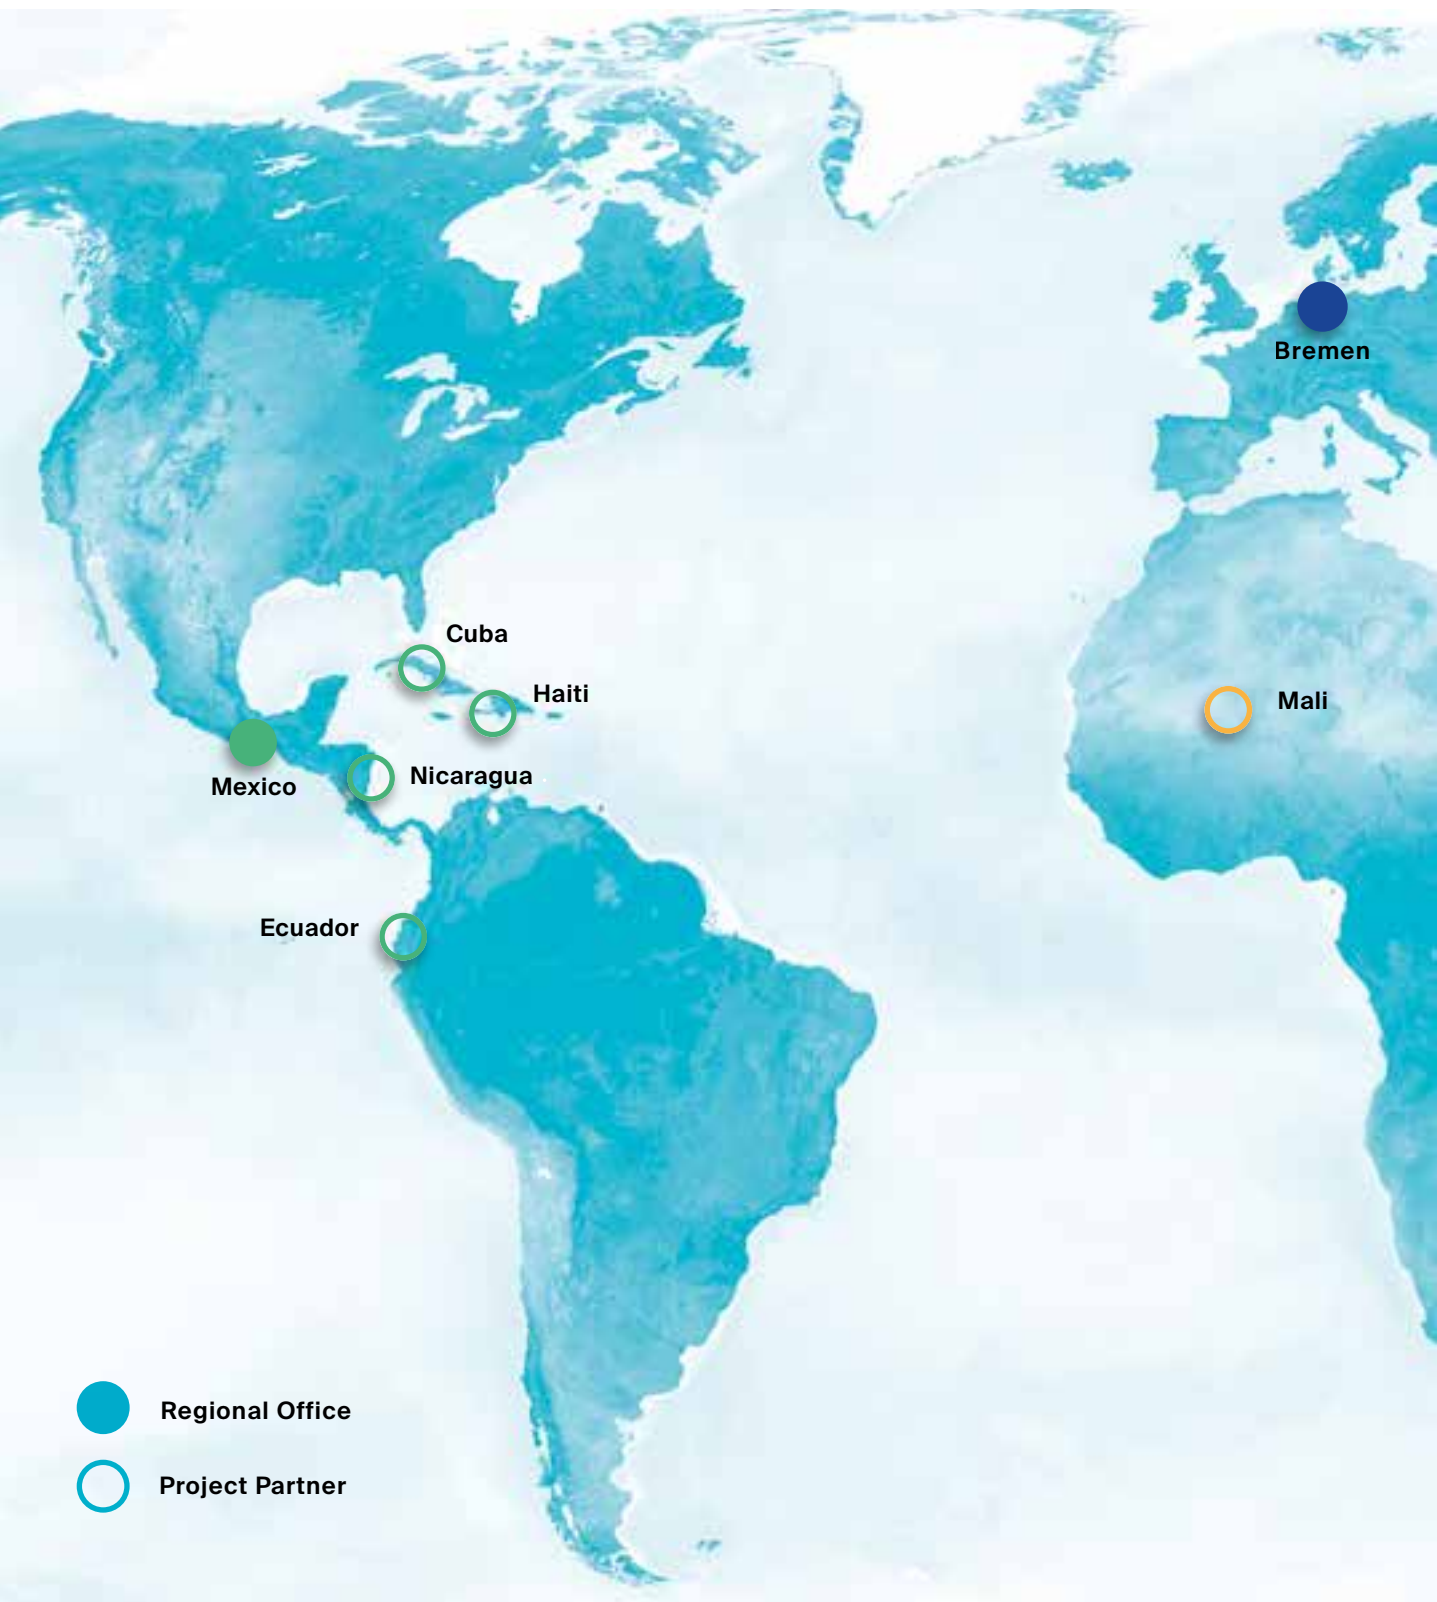 Bremen
Cuba
Haiti
Mali
Mexico
Nicaragua
Ecuador
Regional Office
Project Partner